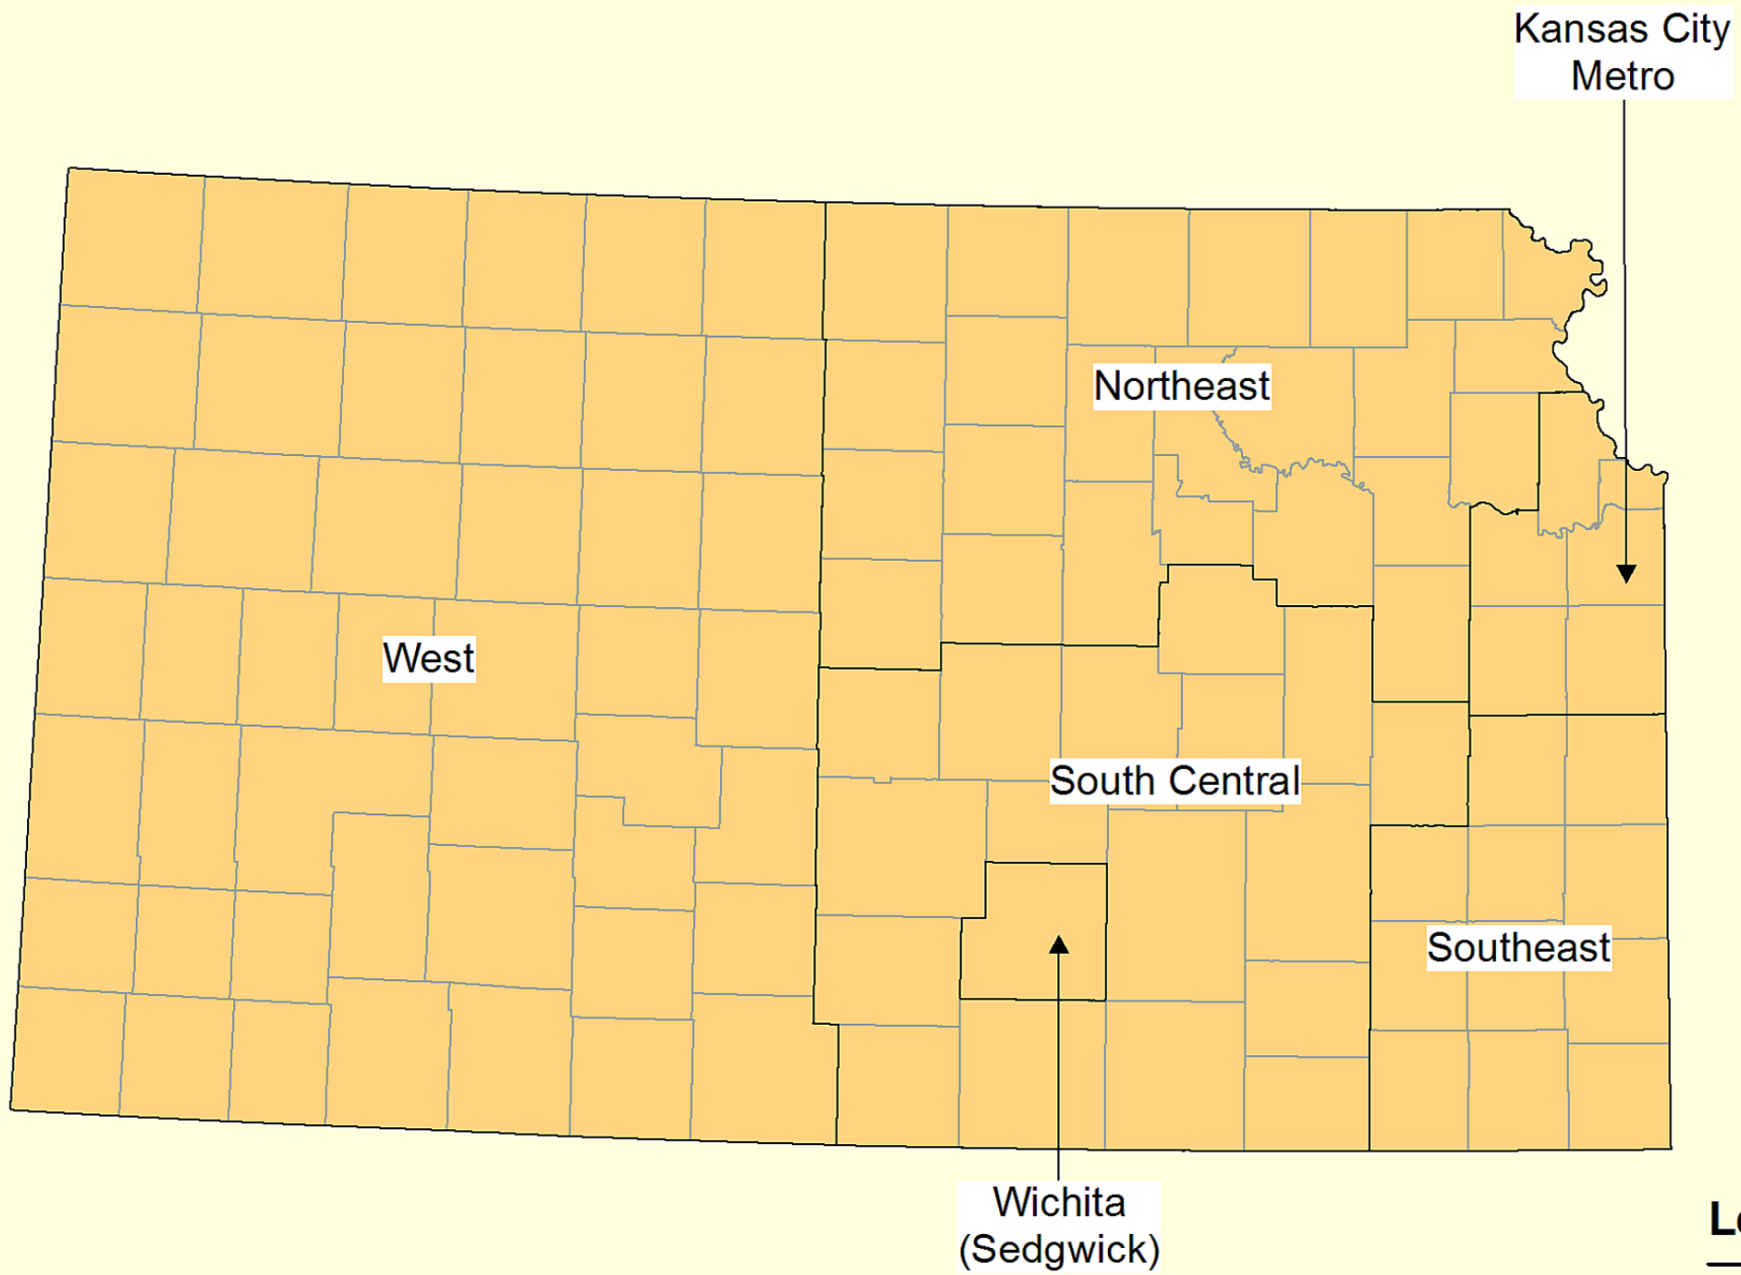 Kansas City
Metro
Northeast
West
South Central
Southeast
Wichita
(Sedgwick)